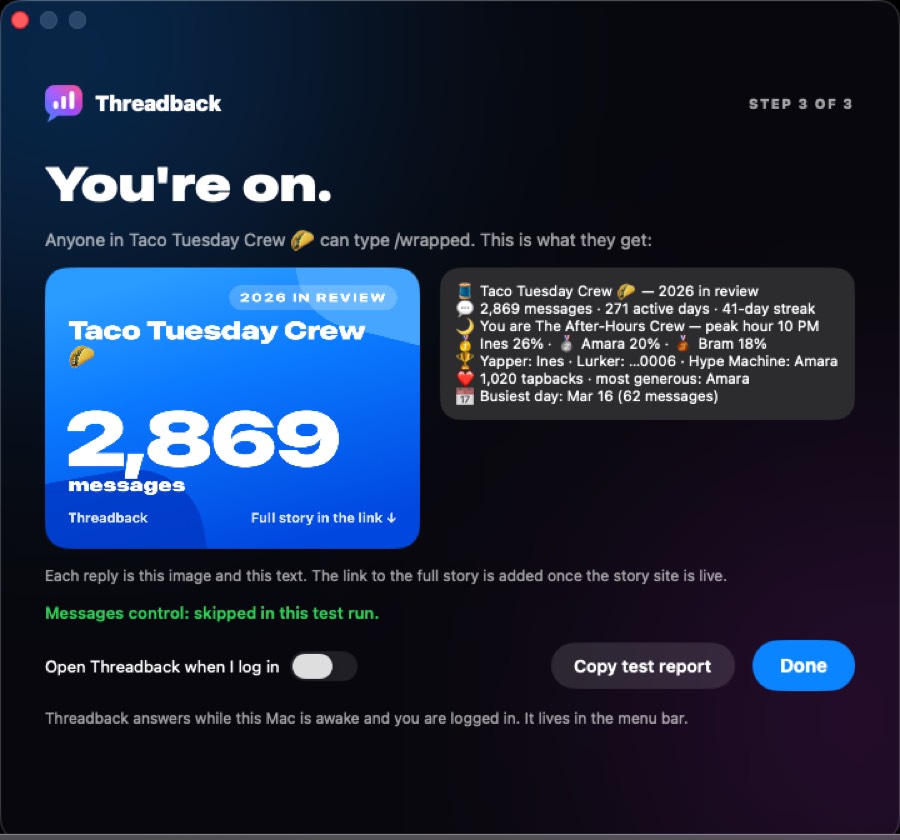 Threadback
STEP 3 OF 3
You're on.
Anyone in Taco Tuesday Crew 🌮 can type /wrapped. This is what they get:
2026 IN REVIEW
Taco Tuesday Crew
🌮
2,869
messages
Threadback
Full story in the link ↓
🧵 Taco Tuesday Crew 🌮 — 2026 in review
💬 2,869 messages · 271 active days · 41-day streak
🌙 You are The After-Hours Crew — peak hour 10 PM
🥇 Ines 26% · 🥈 Amara 20% · 🥉 Bram 18%
🏆 Yapper: Ines · Lurker: …0006 · Hype Machine: Amara
❤️ 1,020 tapbacks · most generous: Amara
📅 Busiest day: Mar 16 (62 messages)
Each reply is this image and this text. The link to the full story is added once the story site is live.
Messages control: skipped in this test run.
Open Threadback when I log in
Copy test report
Done
Threadback answers while this Mac is awake and you are logged in. It lives in the menu bar.